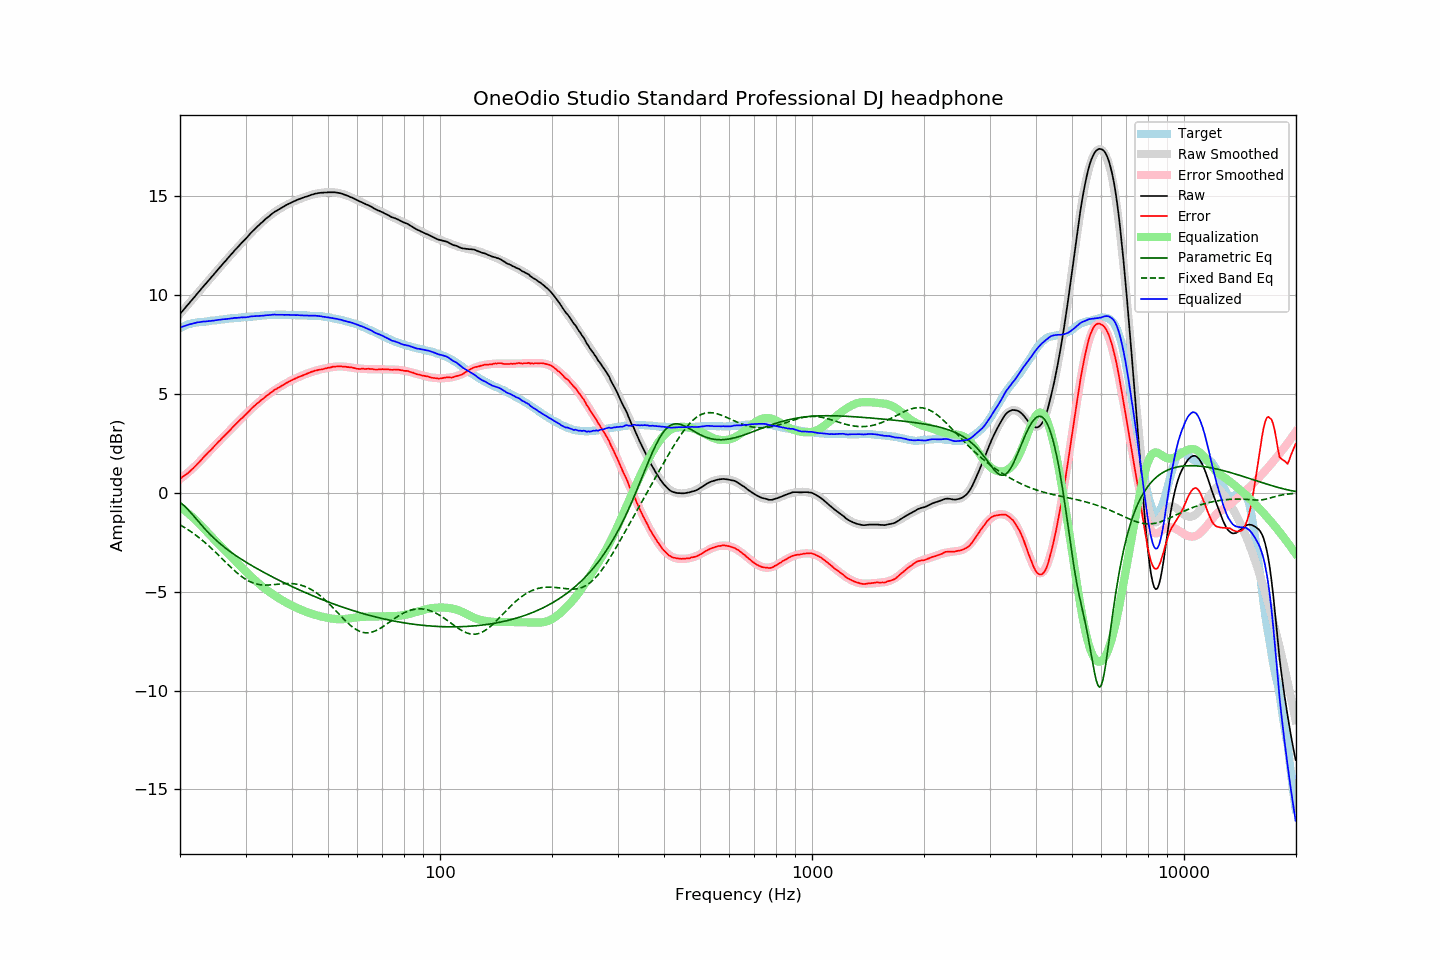 OneOdio Studio Standard Professional DJ headphone
Target
Raw Smoothed
Error Smoothed
Raw
Error
Equalization
Parametric Eq
Fixed Band Eq
Equalized
15
10
5
0
−5
−10
−15
Amplitude (dBr)
100
1000
10000
Frequency (Hz)